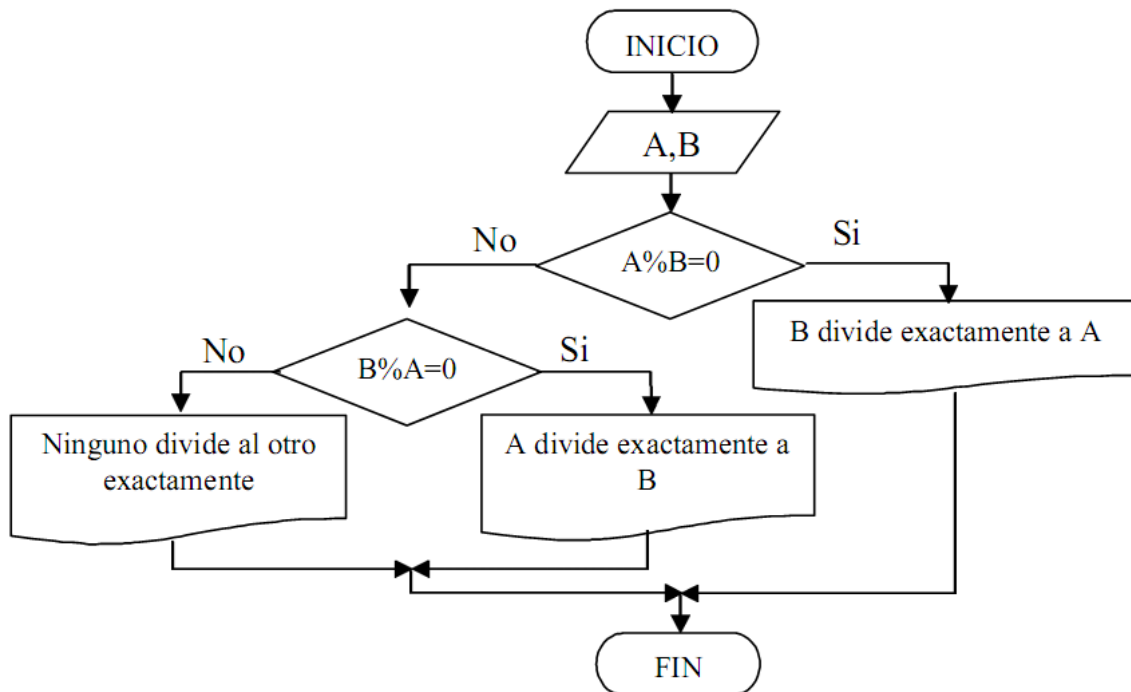 INICIO
A,B
No
Si
A%B=0
B divide exactamente a A
No
Si
B%A=0
Ninguno divide al otro
exactamente
A divide exactamente a
B
FIN